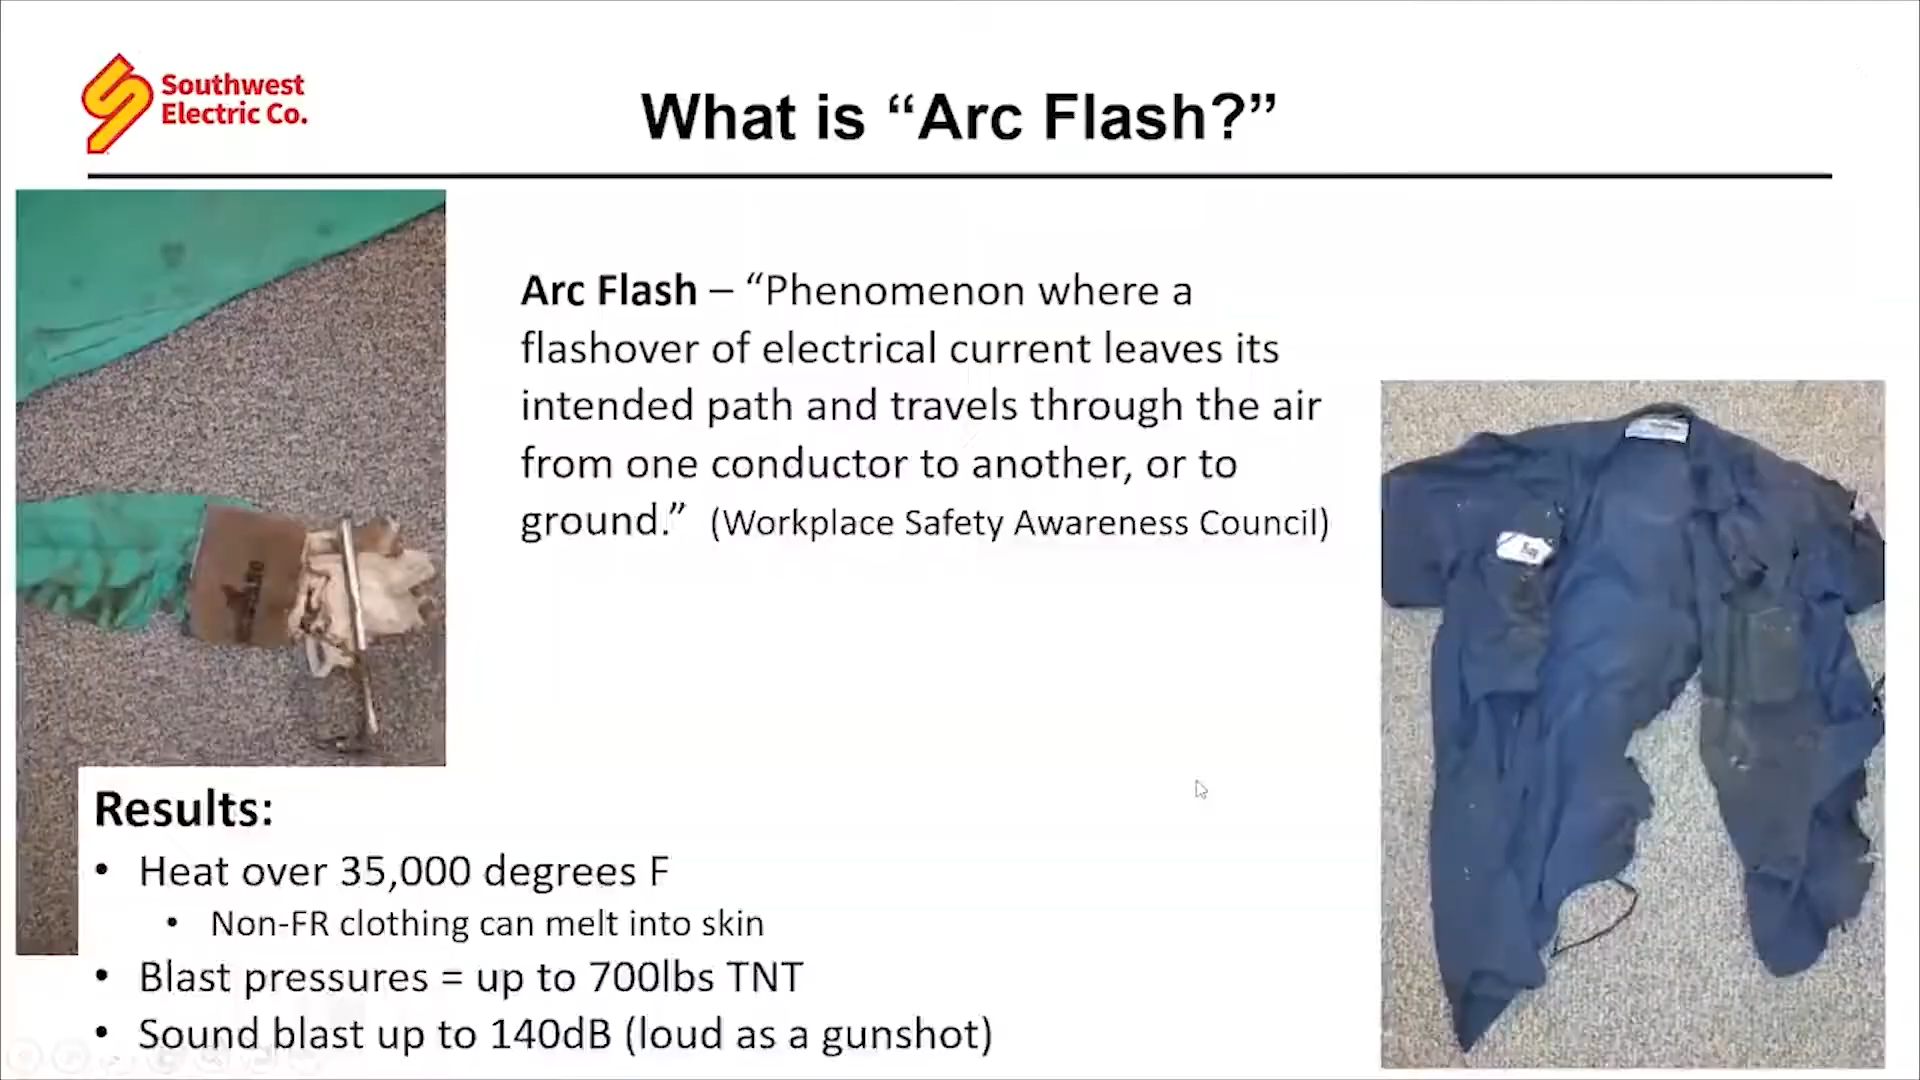 Southwest
Electric Co.
What is “Arc Flash?”
Arc Flash – “Phenomenon where a
flashover of electrical current leaves its
intended path and travels through the air
from one conductor to another, or to
ground.” (Workplace Safety Awareness Council)
Results:
• Heat over 35,000 degrees F
• Non-FR clothing can melt into skin
• Blast pressures = up to 700lbs TNT
• Sound blast up to 140dB (loud as a gunshot)